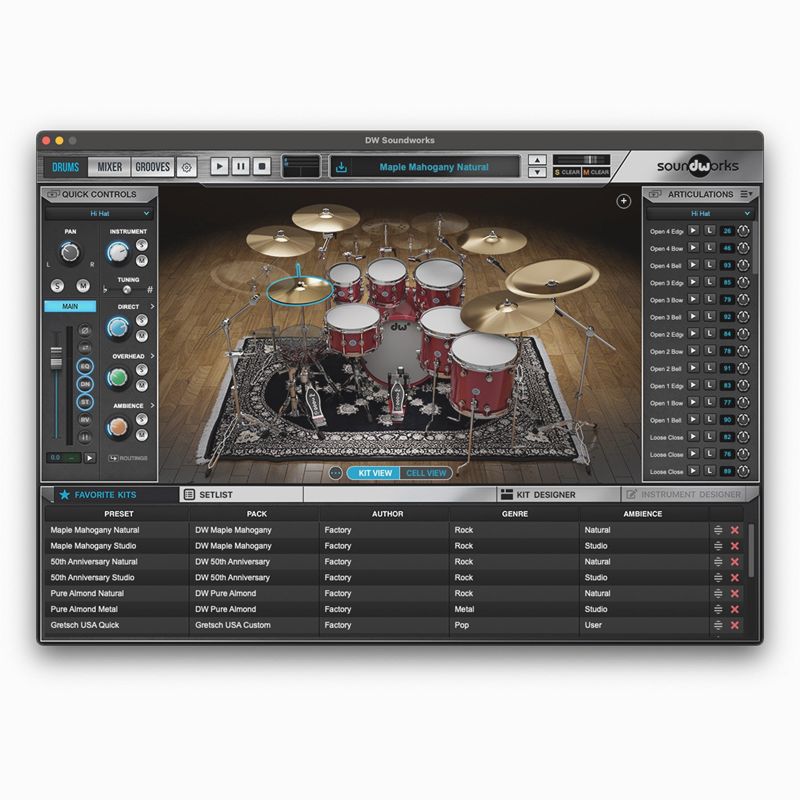 DW Soundworks
DRUMS MIXER GROOVES
Maple Mahogany Natural
S CLEAR M CLEAR
soundworks
QUICK CONTROLS
Hi Hat
PAN
L R
S M
MAIN
EQ
DN
ST
RV
0.0
INSTRUMENT
S
M
TUNING
♭ #
DIRECT
S
M
OVERHEAD
S
M
AMBIENCE
S
M
ROUTINGS
dw
KIT VIEW CELL VIEW
ARTICULATIONS
Hi Hat
Open 4 Edge L 26
Open 4 Bow L 46
Open 4 Bell L 93
Open 3 Edge L 85
Open 3 Bow L 79
Open 3 Bell L 92
Open 2 Edge L 84
Open 2 Bow L 78
Open 2 Bell L 91
Open 1 Edge L 83
Open 1 Bow L 77
Open 1 Bell L 90
Loose Close L 82
Loose Close L 76
Loose Close L 89
FAVORITE KITS SETLIST KIT DESIGNER INSTRUMENT DESIGNER
PRESET PACK AUTHOR GENRE AMBIENCE
Maple Mahogany Natural DW Maple Mahogany Factory Rock Natural
Maple Mahogany Studio DW Maple Mahogany Factory Rock Studio
50th Anniversary Natural DW 50th Anniversary Factory Rock Natural
50th Anniversary Studio DW 50th Anniversary Factory Rock Studio
Pure Almond Natural DW Pure Almond Factory Rock Natural
Pure Almond Metal DW Pure Almond Factory Metal Studio
Gretsch USA Quick Gretsch USA Custom Factory Pop User